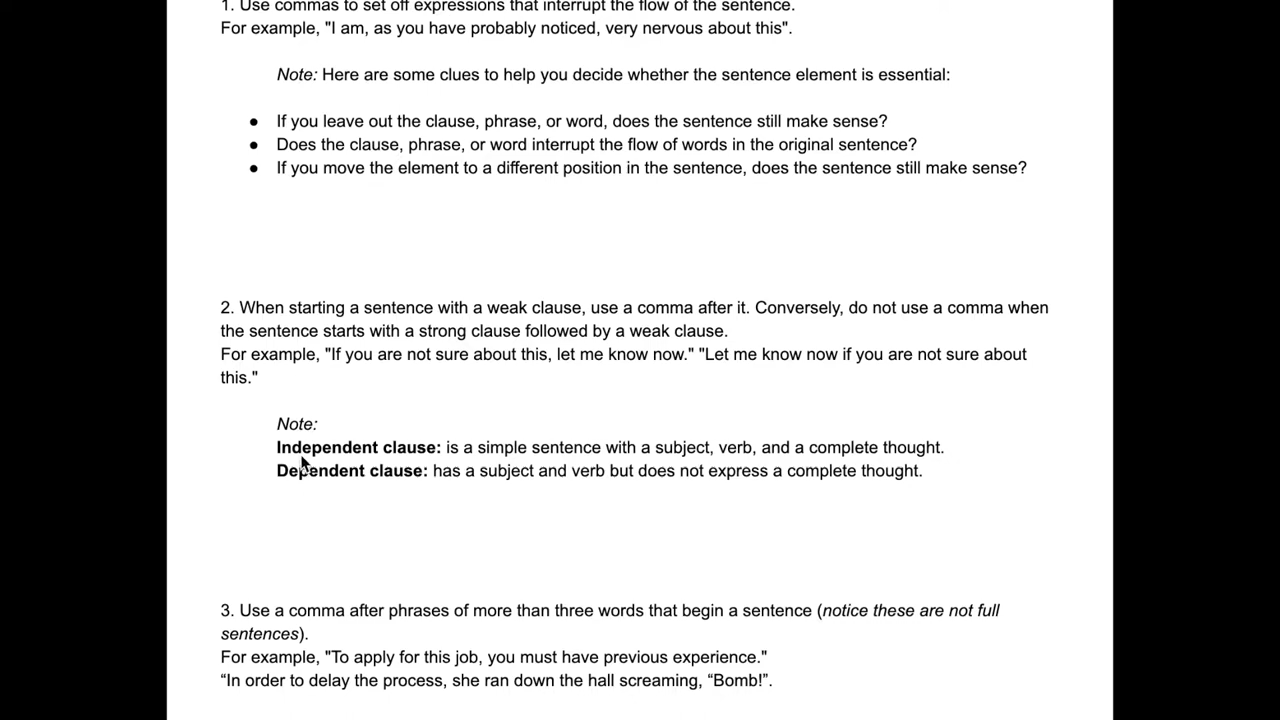 1. Use commas to set off expressions that interrupt the flow of the sentence.
For example, "I am, as you have probably noticed, very nervous about this".
Note: Here are some clues to help you decide whether the sentence element is essential:
● If you leave out the clause, phrase, or word, does the sentence still make sense?
● Does the clause, phrase, or word interrupt the flow of words in the original sentence?
● If you move the element to a different position in the sentence, does the sentence still make sense?
2. When starting a sentence with a weak clause, use a comma after it. Conversely, do not use a comma when
the sentence starts with a strong clause followed by a weak clause.
For example, "If you are not sure about this, let me know now." "Let me know now if you are not sure about
this."
Note:
Independent clause: is a simple sentence with a subject, verb, and a complete thought.
Dependent clause: has a subject and verb but does not express a complete thought.
3. Use a comma after phrases of more than three words that begin a sentence (notice these are not full
sentences).
For example, "To apply for this job, you must have previous experience."
“In order to delay the process, she ran down the hall screaming, “Bomb!”.